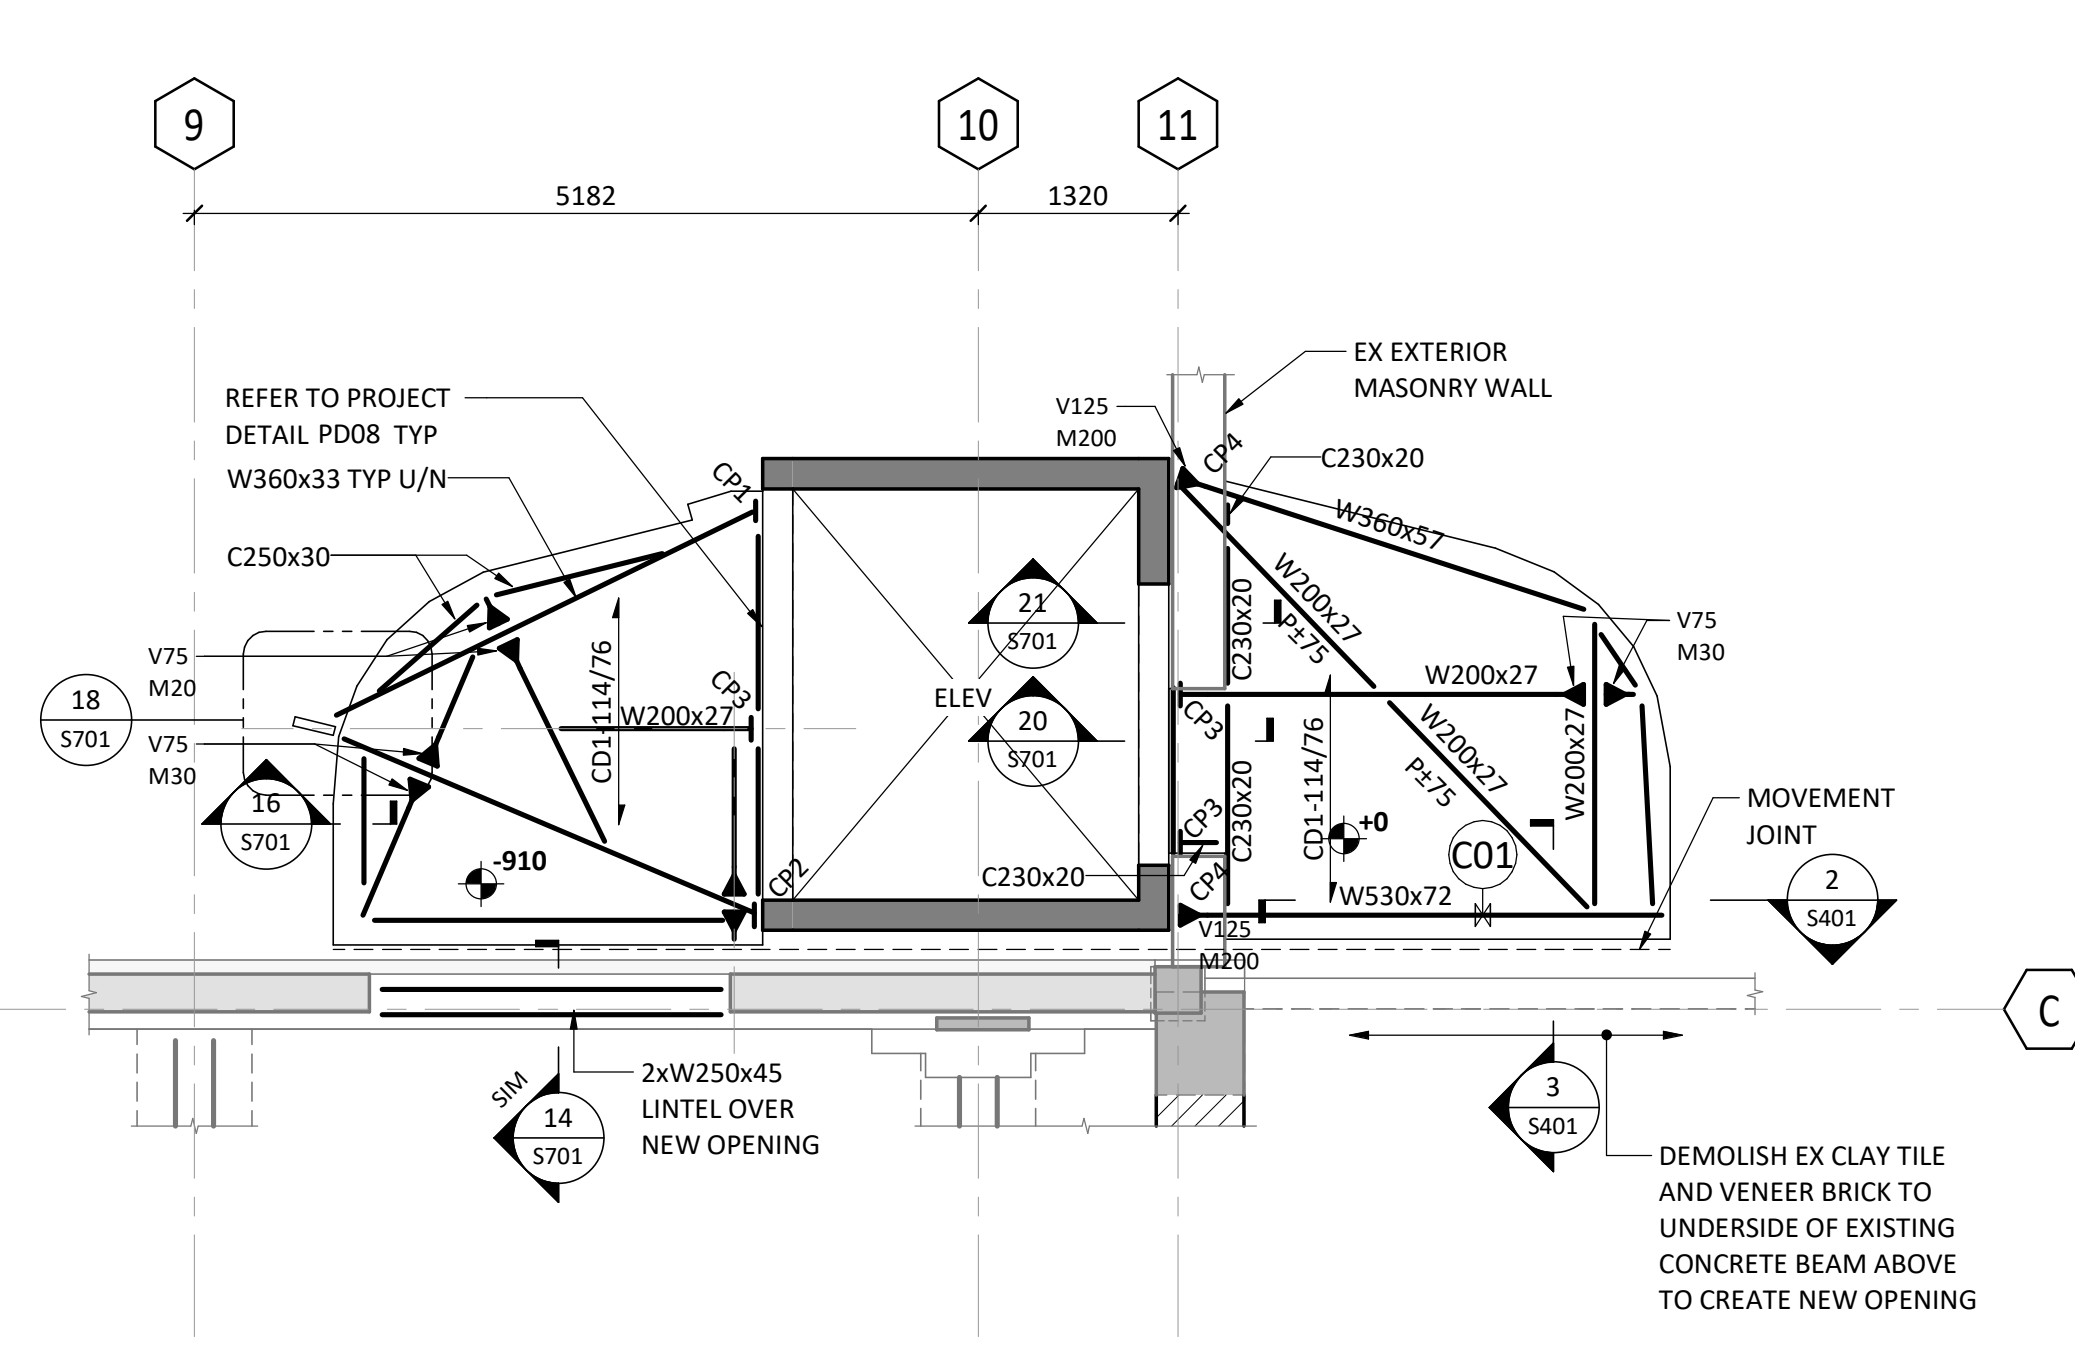 9
10
11
5182
1320
EX EXTERIOR
MASONRY WALL
REFER TO PROJECT
DETAIL PD08 TYP
W360x33 TYP U/N
C250x30
V75
M20
V75
M30
18
S701
16
S701
-910
CP1
CP3
CP2
W200x27
CD1-114/76
ELEV
21
S701
20
S701
V125
M200
CP4
C230x20
W360x57
W200x27
P±75
C230x20
W200x27
V75
M30
CP3
W200x27
P±75
W200x27
CD1-114/76
C230x20
CP3
+0
C01
C230x20
CP4
W530x72
V125
M200
MOVEMENT
JOINT
2
S401
C
2xW250x45
LINTEL OVER
NEW OPENING
SIM
14
S701
3
S401
DEMOLISH EX CLAY TILE
AND VENEER BRICK TO
UNDERSIDE OF EXISTING
CONCRETE BEAM ABOVE
TO CREATE NEW OPENING